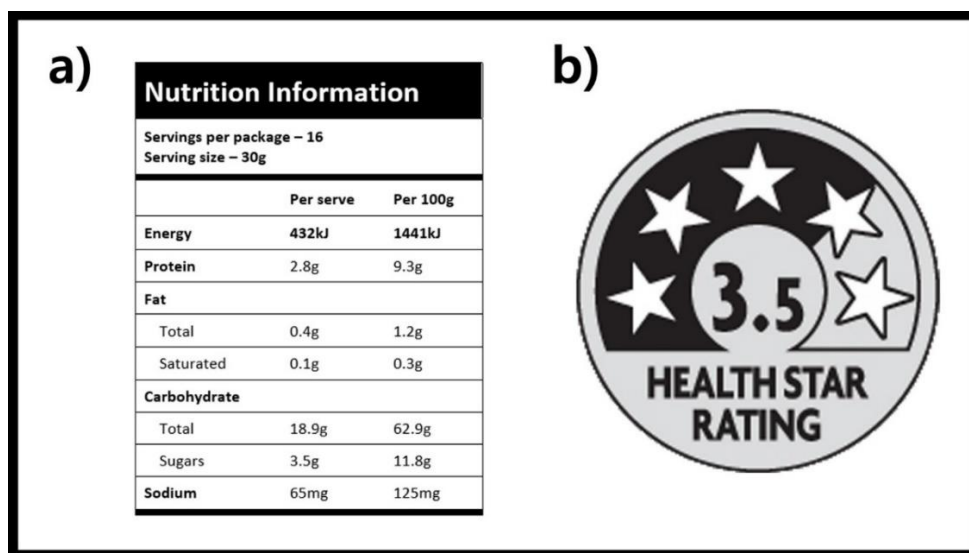 a)
Nutrition Information
Servings per package – 16
Serving size – 30g
Per serve Per 100g
Energy 432kJ 1441kJ
Protein 2.8g 9.3g
Fat
Total 0.4g 1.2g
Saturated 0.1g 0.3g
Carbohydrate
Total 18.9g 62.9g
Sugars 3.5g 11.8g
Sodium 65mg 125mg
b)
3.5
HEALTH STAR
RATING